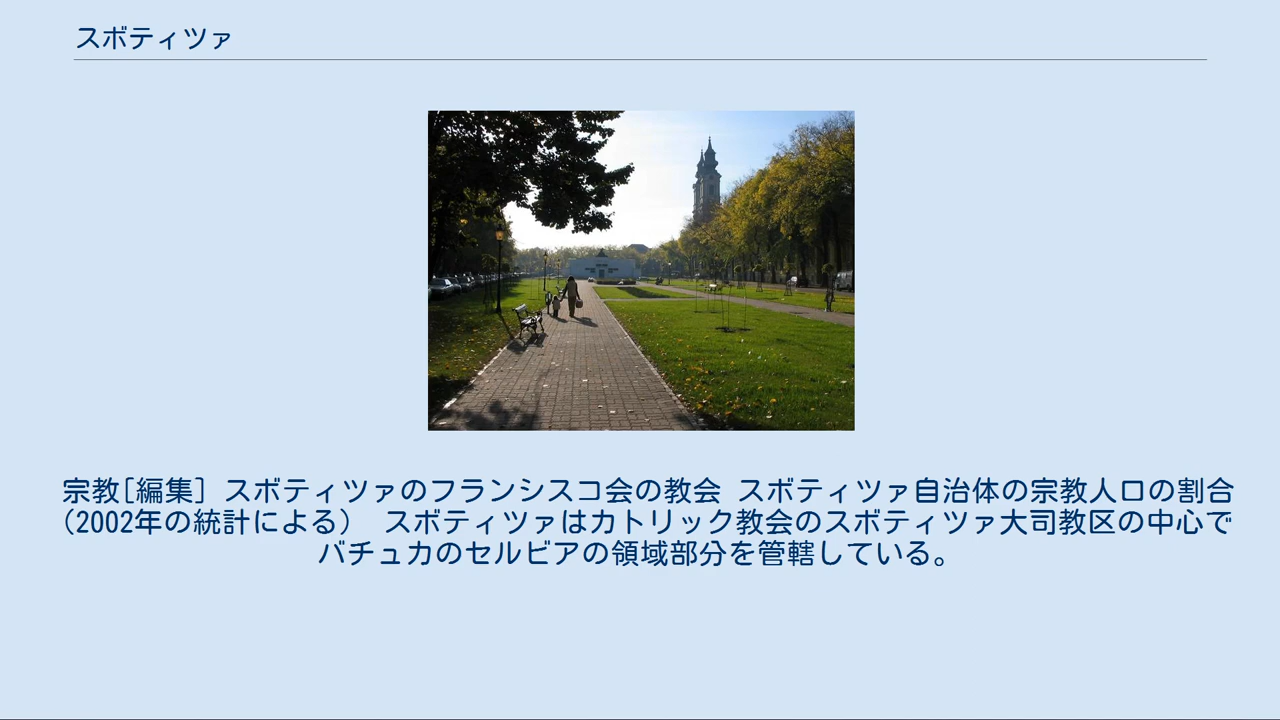 スボティツァ
宗教[編集] スボティツァのフランシスコ会の教会 スボティツァ自治体の宗教人口の割合
(2002年の統計による) スボティツァはカトリック教会のスボティツァ大司教区の中心で
バチュカのセルビアの領域部分を管轄している。